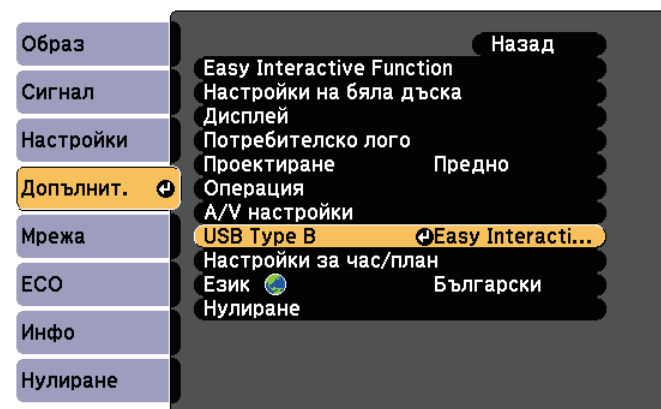 Образ
Сигнал
Настройки
Допълнит.
Мрежа
ECO
Инфо
Нулиране
Назад
Easy Interactive Function
Настройки на бяла дъска
Дисплей
Потребителско лого
Проектиране Предно
Операция
A/V настройки
USB Type B Easy Interacti...
Настройки за час/план
Език Български
Нулиране